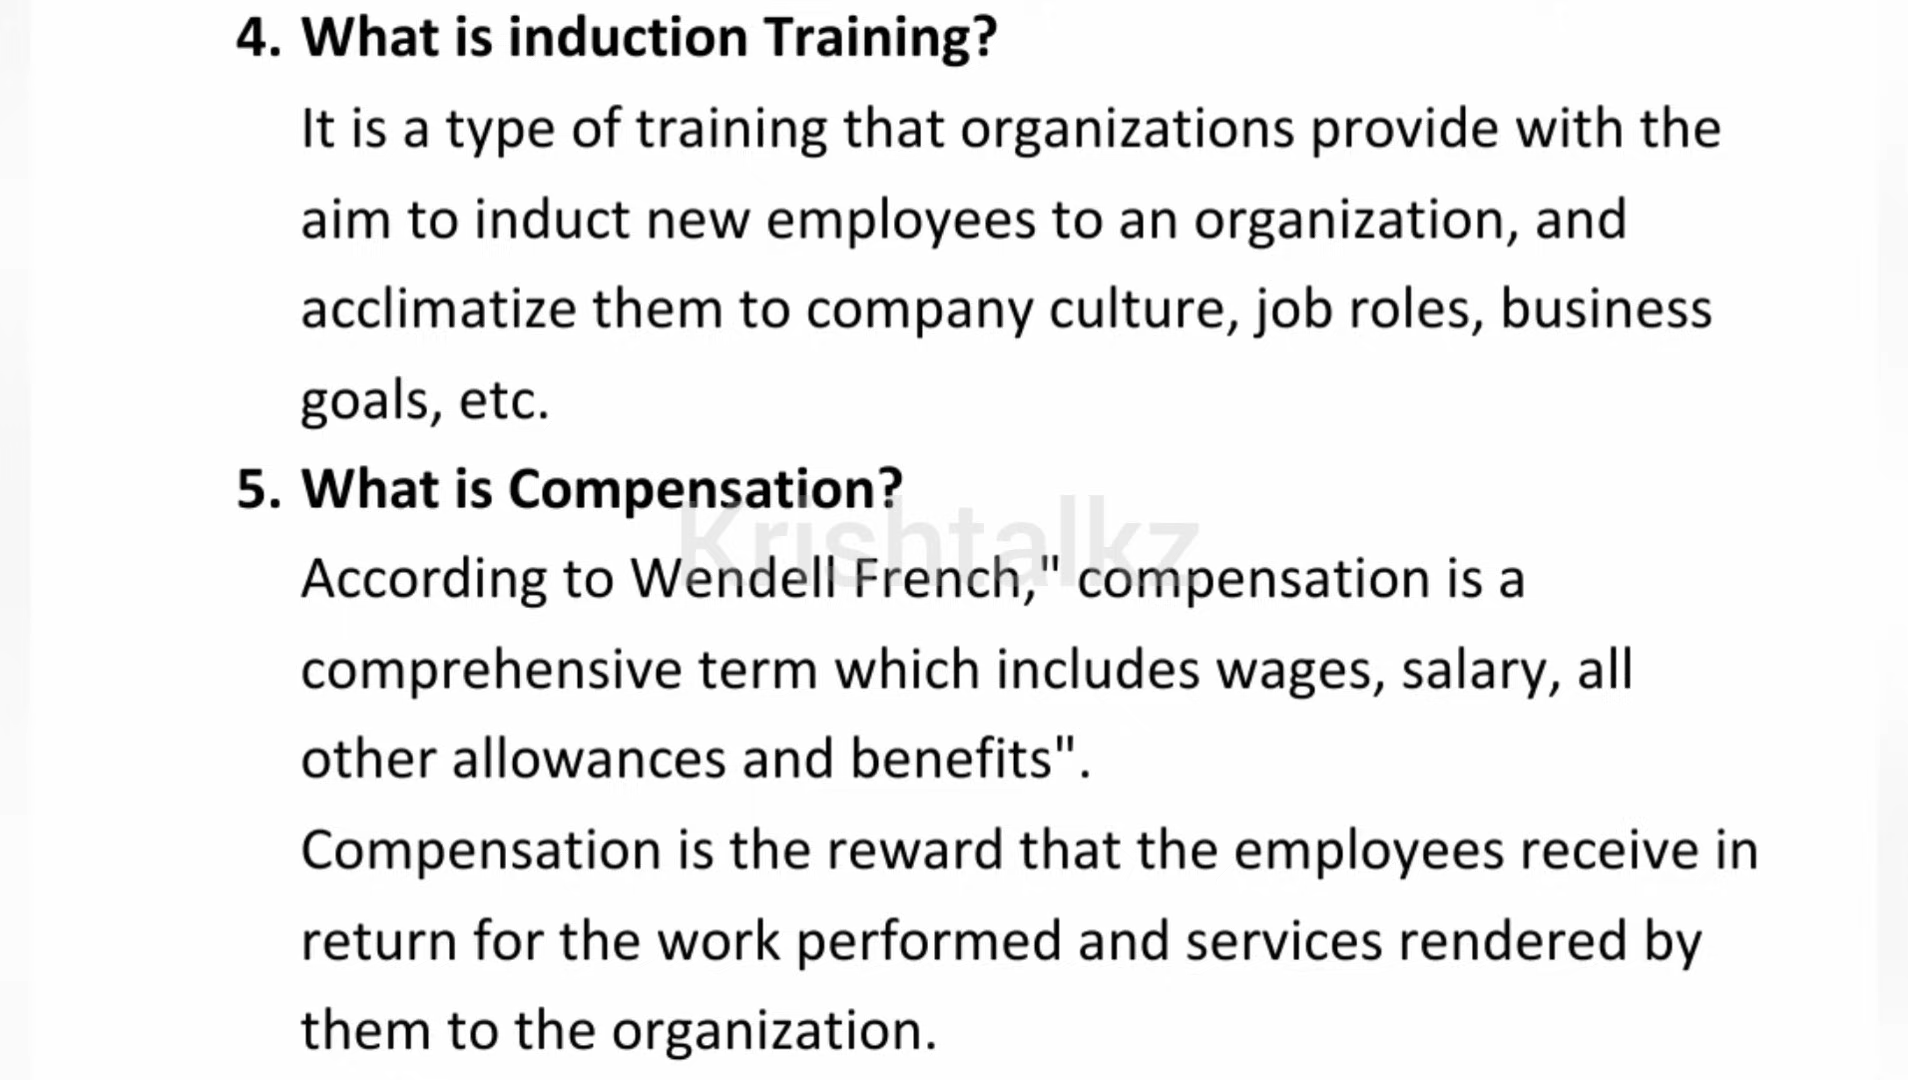 4. What is induction Training?
It is a type of training that organizations provide with the
aim to induct new employees to an organization, and
acclimatize them to company culture, job roles, business
goals, etc.
5. What is Compensation?
Krishtalkz
According to Wendell French," compensation is a
comprehensive term which includes wages, salary, all
other allowances and benefits".
Compensation is the reward that the employees receive in
return for the work performed and services rendered by
them to the organization.